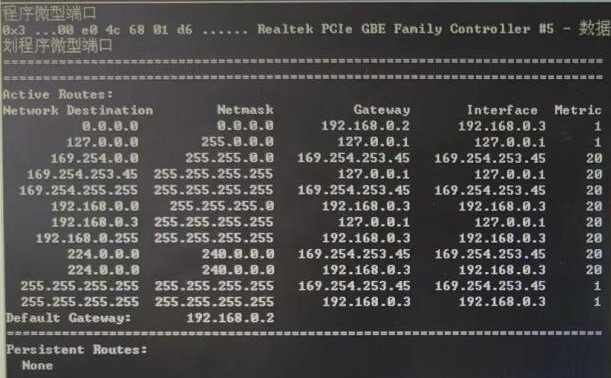 程序微型端口
0x3 ...00 e0 4c 68 01 d6 ...... Realtek PCIe GBE Family Controller #5 - 数据
划程序微型端口
===========================================================================
===========================================================================
Active Routes:
Network Destination        Netmask          Gateway       Interface  Metric
0.0.0.0          0.0.0.0      192.168.0.2     192.168.0.3       1
127.0.0.0        255.0.0.0        127.0.0.1       127.0.0.1       1
169.254.0.0      255.255.0.0   169.254.253.45  169.254.253.45      20
169.254.253.45  255.255.255.255        127.0.0.1       127.0.0.1      20
169.254.255.255  255.255.255.255   169.254.253.45  169.254.253.45      20
192.168.0.0    255.255.255.0      192.168.0.3     192.168.0.3      20
192.168.0.3  255.255.255.255        127.0.0.1       127.0.0.1      20
192.168.0.255  255.255.255.255      192.168.0.3     192.168.0.3      20
224.0.0.0        240.0.0.0   169.254.253.45  169.254.253.45      20
224.0.0.0        240.0.0.0      192.168.0.3     192.168.0.3      20
255.255.255.255  255.255.255.255   169.254.253.45  169.254.253.45       1
255.255.255.255  255.255.255.255      192.168.0.3     192.168.0.3       1
Default Gateway:       192.168.0.2
===========================================================================
Persistent Routes:
None